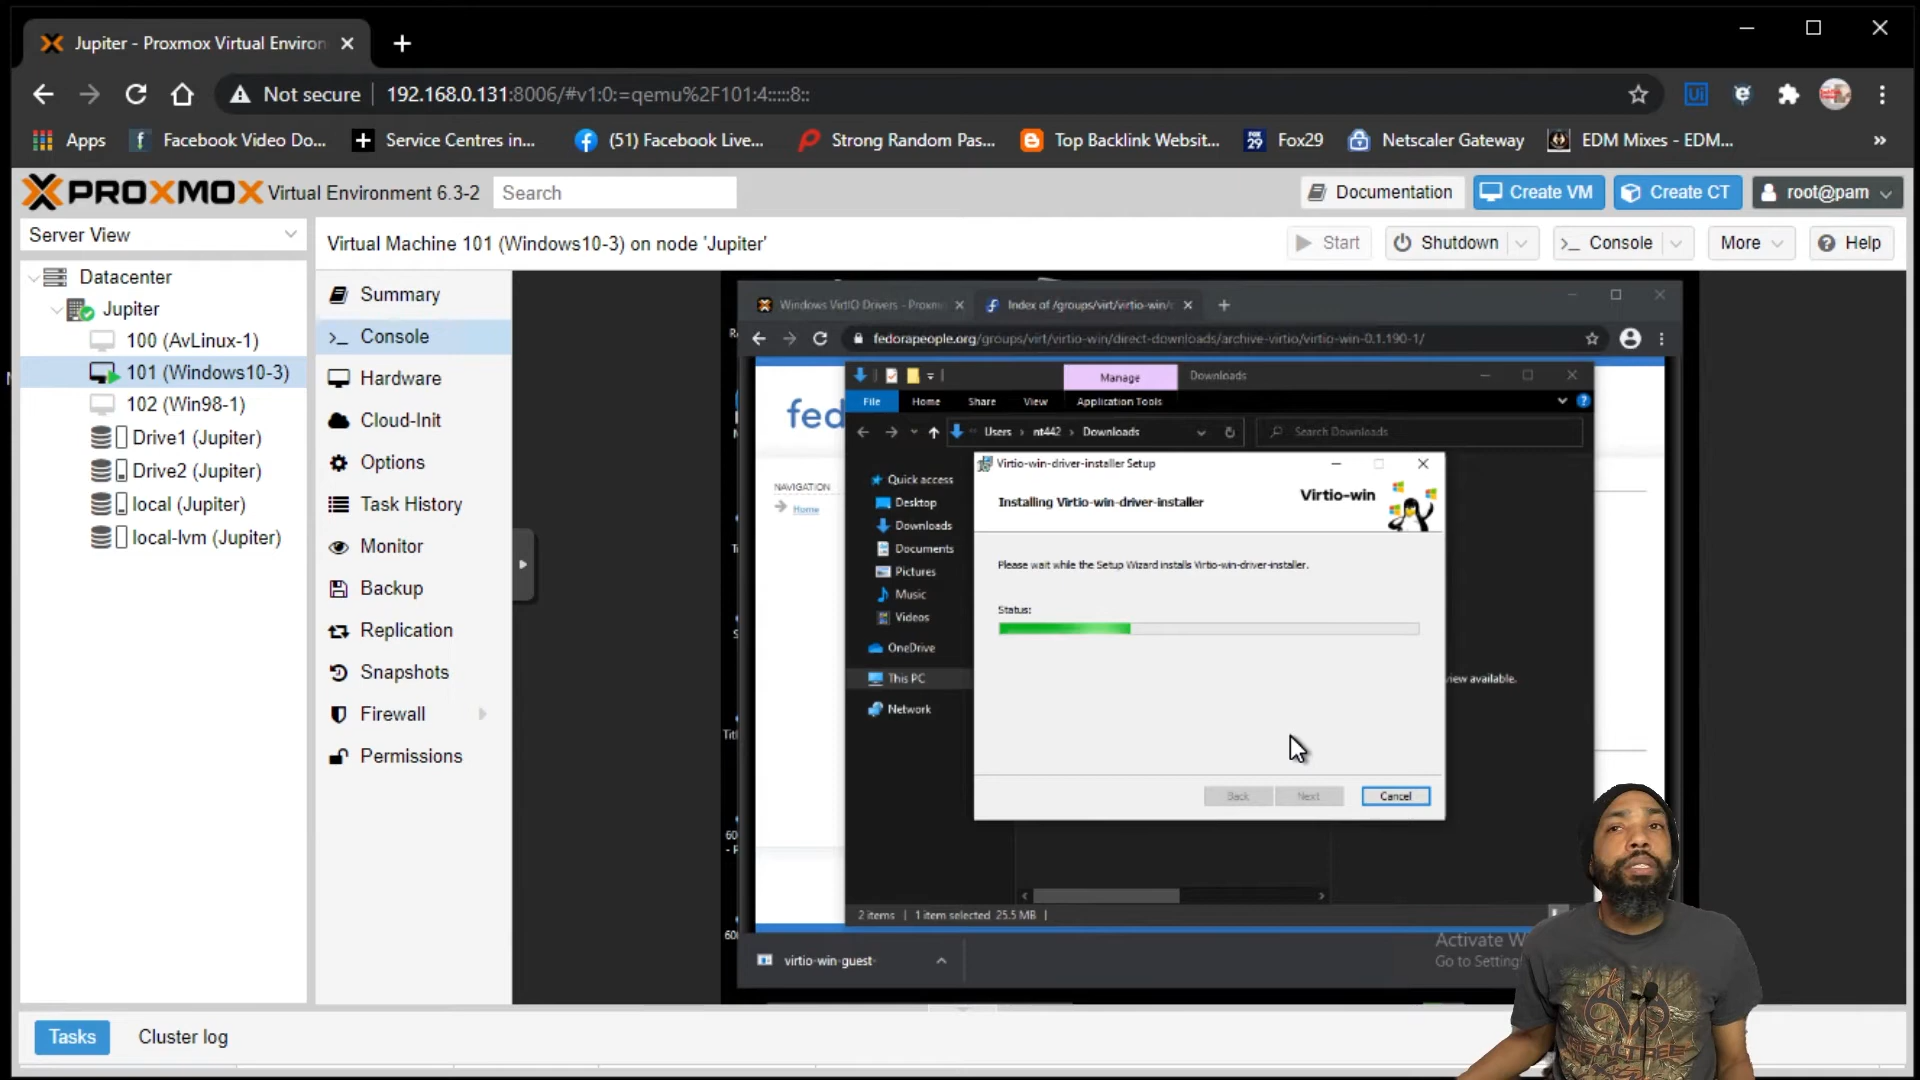 Jupiter - Proxmox Virtual Environ
Not secure
192.168.0.131:8006/#v1:0:=qemu%2F101:4:::::8::
Apps
Facebook Video Do...
Service Centres in...
(51) Facebook Live...
Strong Random Pas...
Top Backlink Websit...
Fox29
Netscaler Gateway
EDM Mixes - EDM...
PROXMOX Virtual Environment 6.3-2
Search
Documentation
Create VM
Create CT
root@pam
Server View
Virtual Machine 101 (Windows10-3) on node 'Jupiter'
Start
Shutdown
Console
More
Help
Datacenter
Jupiter
100 (AvLinux-1)
101 (Windows10-3)
102 (Win98-1)
Drive1 (Jupiter)
Drive2 (Jupiter)
local (Jupiter)
local-lvm (Jupiter)
Summary
Console
Hardware
Cloud-Init
Options
Task History
Monitor
Backup
Replication
Snapshots
Firewall
Permissions
Windows VirtIO Drivers - Proxm
Index of /groups/virt/virtio-win/
fedorapeople.org/groups/virt/virtio-win/direct-downloads/archive-virtio/virtio-win-0.1.190-1/
fed
NAVIGATION
Home
Manage
Downloads
File
Home
Share
View
Application Tools
Users
nt442
Downloads
Search Downloads
Quick access
Desktop
Downloads
Documents
Pictures
Music
Videos
OneDrive
This PC
Network
Virtio-win-driver-installer Setup
Installing Virtio-win-driver-installer
Virtio-win
Please wait while the Setup Wizard installs Virtio-win-driver-installer.
Status:
Back
Next
Cancel
iew available.
2 items
1 item selected 25.5 MB
virtio-win-guest-
Activate W
Go to Setting
Tasks
Cluster log
REALTREE